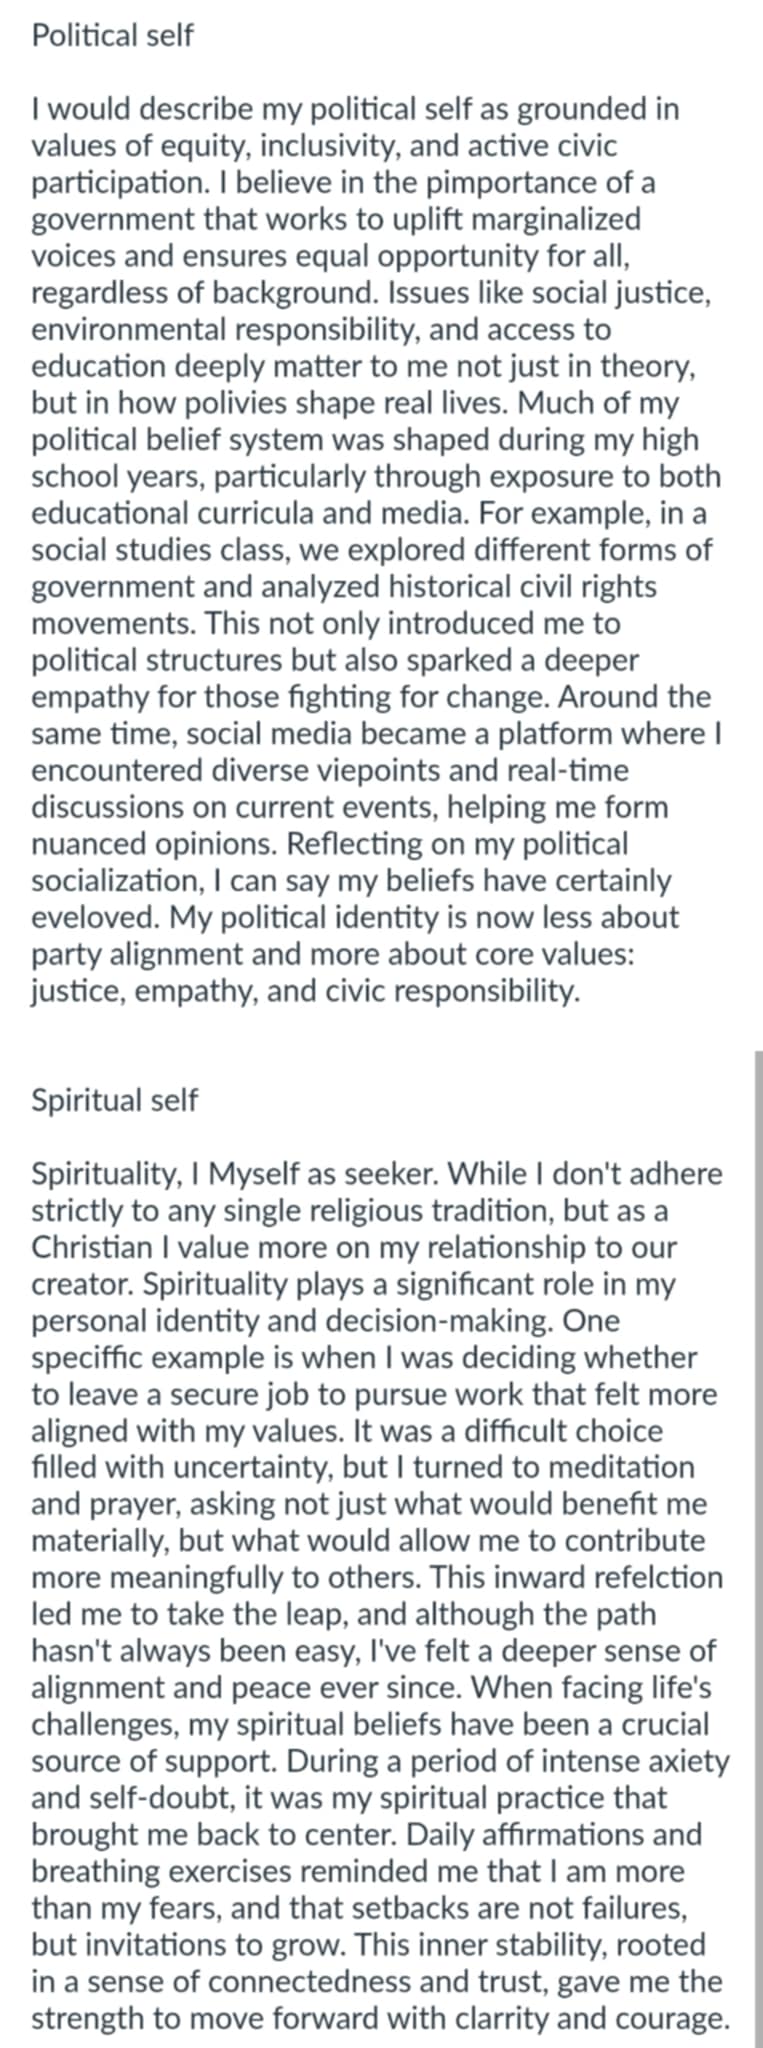 Political self
I would describe my political self as grounded in
values of equity, inclusivity, and active civic
participation. I believe in the pimportance of a
government that works to uplift marginalized
voices and ensures equal opportunity for all,
regardless of background. Issues like social justice,
environmental responsibility, and access to
education deeply matter to me not just in theory,
but in how polivies shape real lives. Much of my
political belief system was shaped during my high
school years, particularly through exposure to both
educational curricula and media. For example, in a
social studies class, we explored different forms of
government and analyzed historical civil rights
movements. This not only introduced me to
political structures but also sparked a deeper
empathy for those fighting for change. Around the
same time, social media became a platform where I
encountered diverse viepoints and real-time
discussions on current events, helping me form
nuanced opinions. Reflecting on my political
socialization, I can say my beliefs have certainly
eveloved. My political identity is now less about
party alignment and more about core values:
justice, empathy, and civic responsibility.
Spiritual self
Spirituality, I Myself as seeker. While I don't adhere
strictly to any single religious tradition, but as a
Christian I value more on my relationship to our
creator. Spirituality plays a significant role in my
personal identity and decision-making. One
speciffic example is when I was deciding whether
to leave a secure job to pursue work that felt more
aligned with my values. It was a difficult choice
filled with uncertainty, but I turned to meditation
and prayer, asking not just what would benefit me
materially, but what would allow me to contribute
more meaningfully to others. This inward refelction
led me to take the leap, and although the path
hasn't always been easy, I've felt a deeper sense of
alignment and peace ever since. When facing life's
challenges, my spiritual beliefs have been a crucial
source of support. During a period of intense axiety
and self-doubt, it was my spiritual practice that
brought me back to center. Daily affirmations and
breathing exercises reminded me that I am more
than my fears, and that setbacks are not failures,
but invitations to grow. This inner stability, rooted
in a sense of connectedness and trust, gave me the
strength to move forward with clarrity and courage.